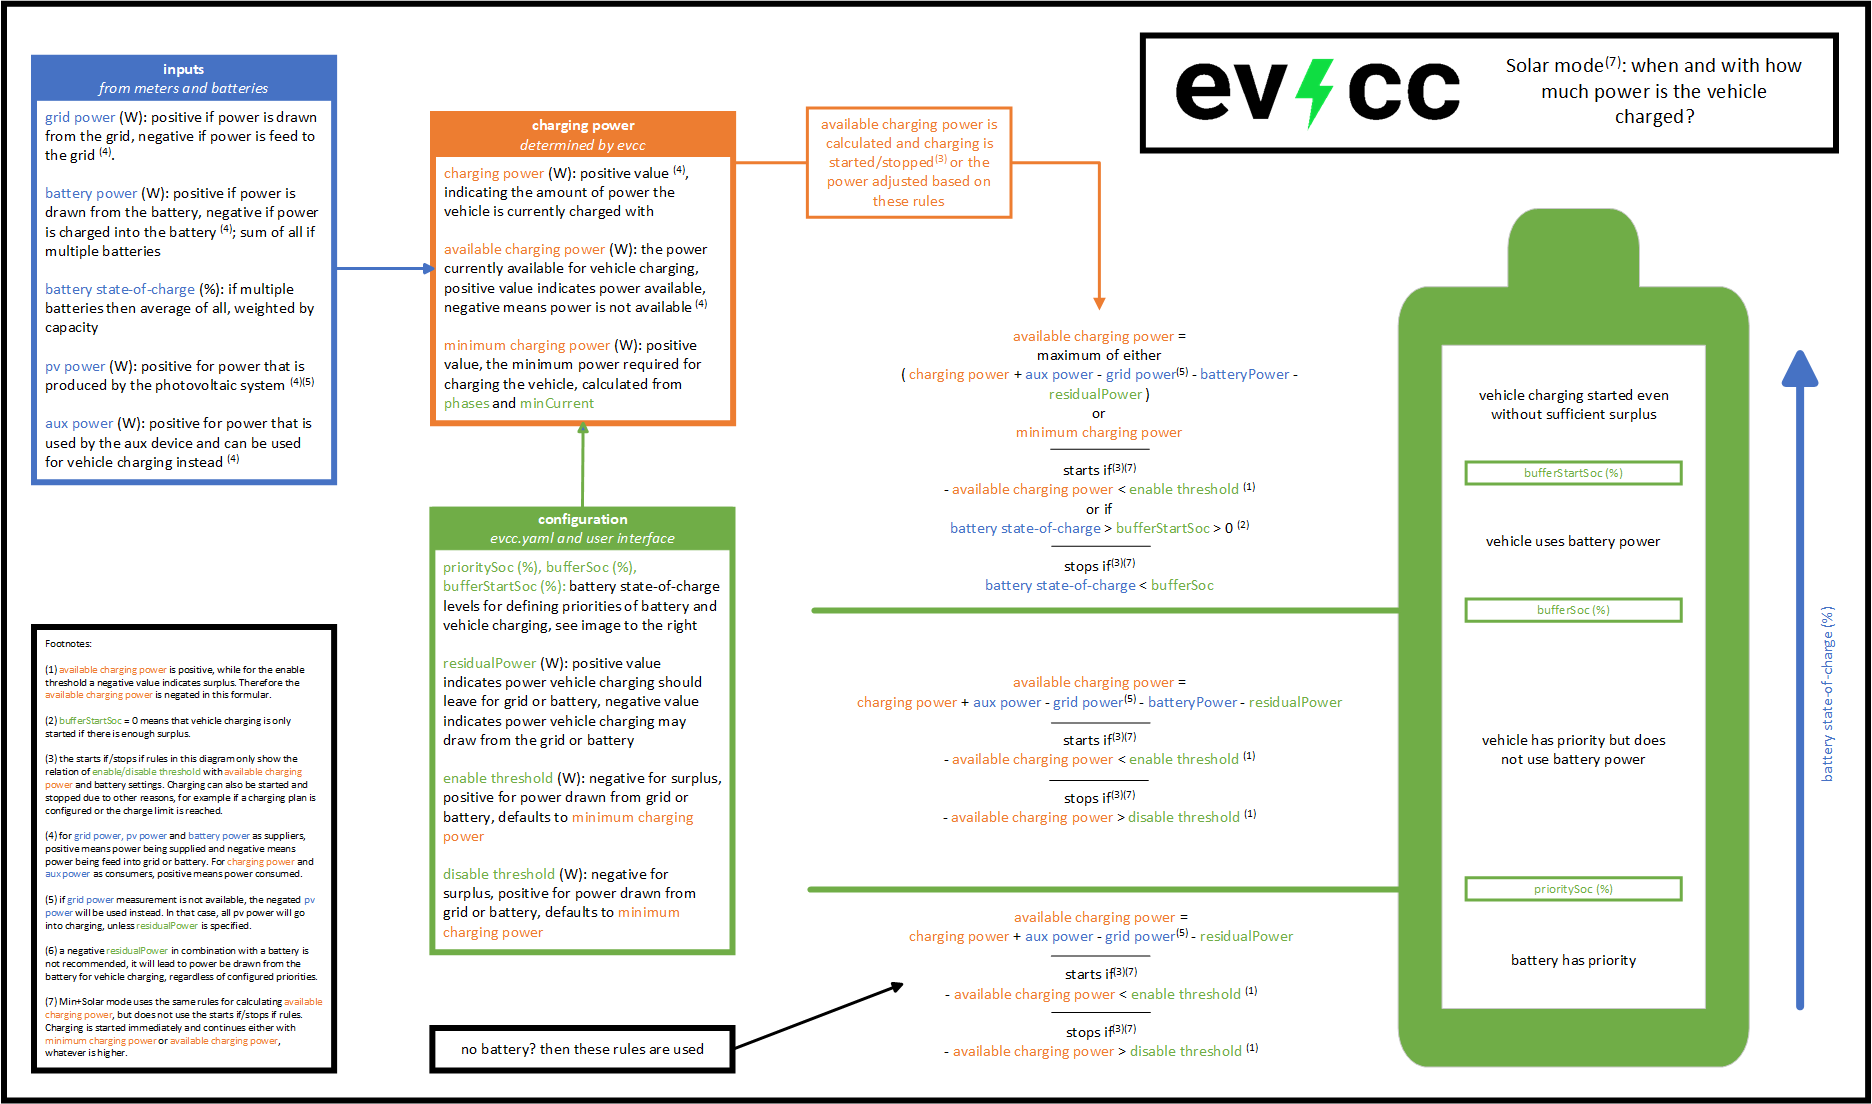 evcc
Solar mode(7): when and with how
much power is the vehicle
charged?
inputs
from meters and batteries
grid power (W): positive if power is drawn
from the grid, negative if power is feed to
the grid (4).
battery power (W): positive if power is
drawn from the battery, negative if power
is charged into the battery (4); sum of all if
multiple batteries
battery state-of-charge (%): if multiple
batteries then average of all, weighted by
capacity
pv power (W): positive for power that is
produced by the photovoltaic system (4)(5)
aux power (W): positive for power that is
used by the aux device and can be used
for vehicle charging instead (4)
charging power
determined by evcc
charging power (W): positive value (4),
indicating the amount of power the
vehicle is currently charged with
available charging power (W): the power
currently available for vehicle charging,
positive value indicates power available,
negative means power is not available (4)
minimum charging power (W): positive
value, the minimum power required for
charging the vehicle, calculated from
phases and minCurrent
available charging power is
calculated and charging is
started/stopped(3) or the
power adjusted based on
these rules
configuration
evcc.yaml and user interface
prioritySoc (%), bufferSoc (%),
bufferStartSoc (%): battery state-of-charge
levels for defining priorities of battery and
vehicle charging, see image to the right
residualPower (W): positive value
indicates power vehicle charging should
leave for grid or battery, negative value
indicates power vehicle charging may
draw from the grid or battery
enable threshold (W): negative for surplus,
positive for power drawn from grid or
battery, defaults to minimum charging
power
disable threshold (W): negative for
surplus, positive for power drawn from
grid or battery, defaults to minimum
charging power
no battery? then these rules are used
Footnotes:
(1) available charging power is positive, while for the enable
threshold a negative value indicates surplus. Therefore the
available charging power is negated in this formular.
(2) bufferStartSoc = 0 means that vehicle charging is only
started if there is enough surplus.
(3) the starts if/stops if rules in this diagram only show the
relation of enable/disable threshold with available charging
power and battery settings. Charging can also be started and
stopped due to other reasons, for example if a charging plan is
configured or the charge limit is reached.
(4) for grid power, pv power and battery power as suppliers,
positive means power being supplied and negative means
power being feed into grid or battery. For charging power and
aux power as consumers, positive means power consumed.
(5) if grid power measurement is not available, the negated pv
power will be used instead. In that case, all pv power will go
into charging, unless residualPower is specified.
(6) a negative residualPower in combination with a battery is
not recommended, it will lead to power be drawn from the
battery for vehicle charging, regardless of configured priorities.
(7) Min+Solar mode uses the same rules for calculating available
charging power, but does not use the starts if/stops if rules.
Charging is started immediately and continues either with
minimum charging power or available charging power,
whatever is higher.
available charging power =
maximum of either
( charging power + aux power - grid power(5) - batteryPower -
residualPower )
or
minimum charging power
starts if(3)(7)
- available charging power < enable threshold (1)
or if
battery state-of-charge > bufferStartSoc > 0 (2)
stops if(3)(7)
battery state-of-charge < bufferSoc
available charging power =
charging power + aux power - grid power(5) - batteryPower - residualPower
starts if(3)(7)
- available charging power < enable threshold (1)
stops if(3)(7)
- available charging power > disable threshold (1)
available charging power =
charging power + aux power - grid power(5) - residualPower
starts if(3)(7)
- available charging power < enable threshold (1)
stops if(3)(7)
- available charging power > disable threshold (1)
vehicle charging started even
without sufficient surplus
bufferStartSoc (%)
vehicle uses battery power
bufferSoc (%)
vehicle has priority but does
not use battery power
prioritySoc (%)
battery has priority
battery state-of-charge (%)